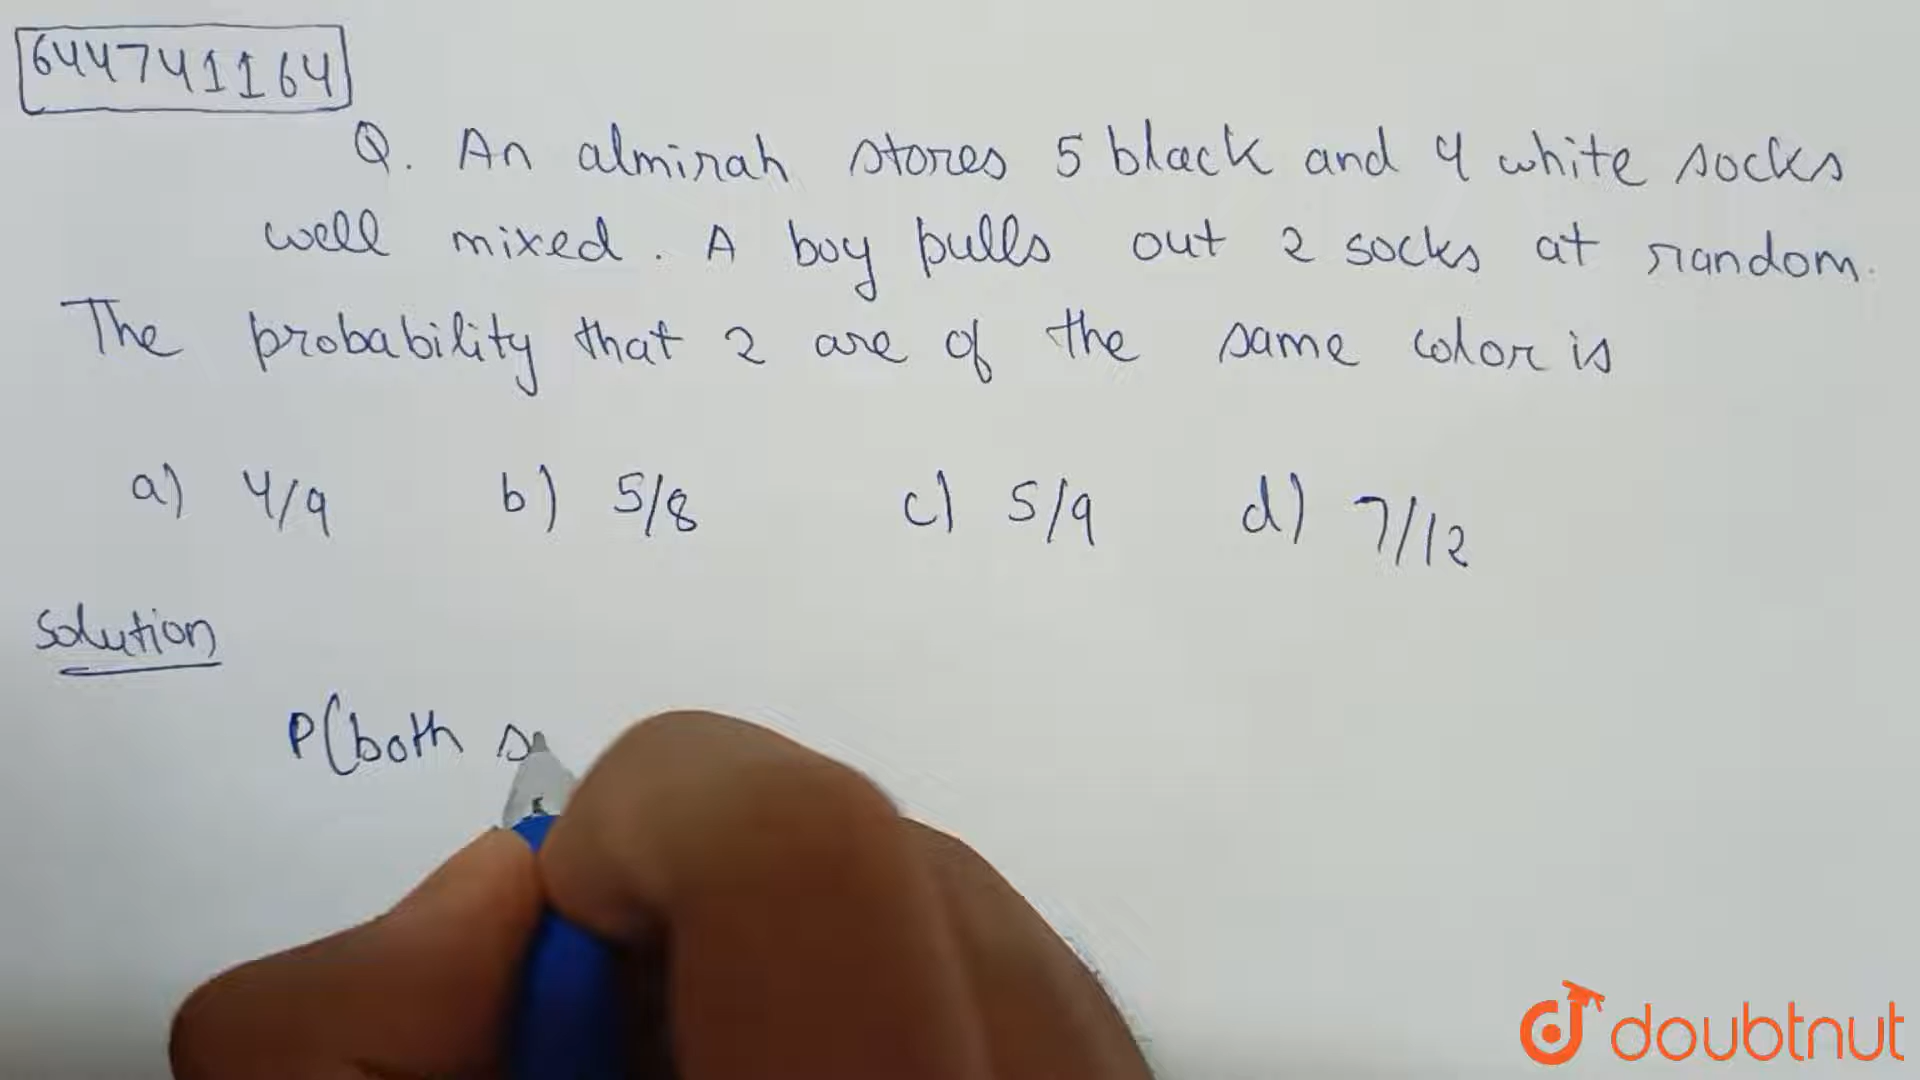 644741164
Q. An almirah stores 5 black and 4 white socks
well mixed. A boy pulls out 2 socks at random.
The probability that 2 are of the same color is
a) 4/9 b) 5/8 c) 5/9 d) 7/12
Solution
P(both s
doubtnut